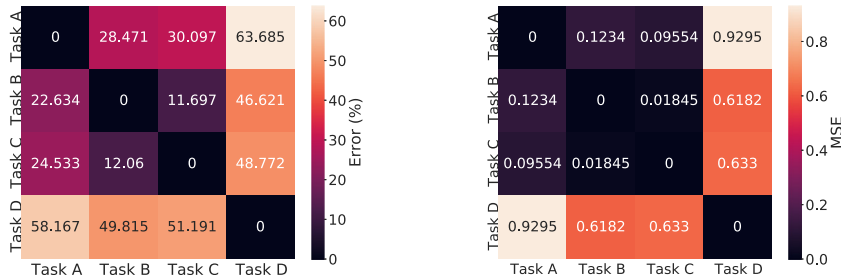 Task A
0
28.471
30.097
63.685
Task B
22.634
0
11.697
46.621
Task C
24.533
12.06
0
48.772
Task D
58.167
49.815
51.191
0
Task A
Task B
Task C
Task D
60
50
40
30
20
10
0
Error (%)
Task A
0
0.1234
0.09554
0.9295
Task B
0.1234
0
0.01845
0.6182
Task C
0.09554
0.01845
0
0.633
Task D
0.9295
0.6182
0.633
0
Task A
Task B
Task C
Task D
0.8
0.6
0.4
0.2
0.0
MSE